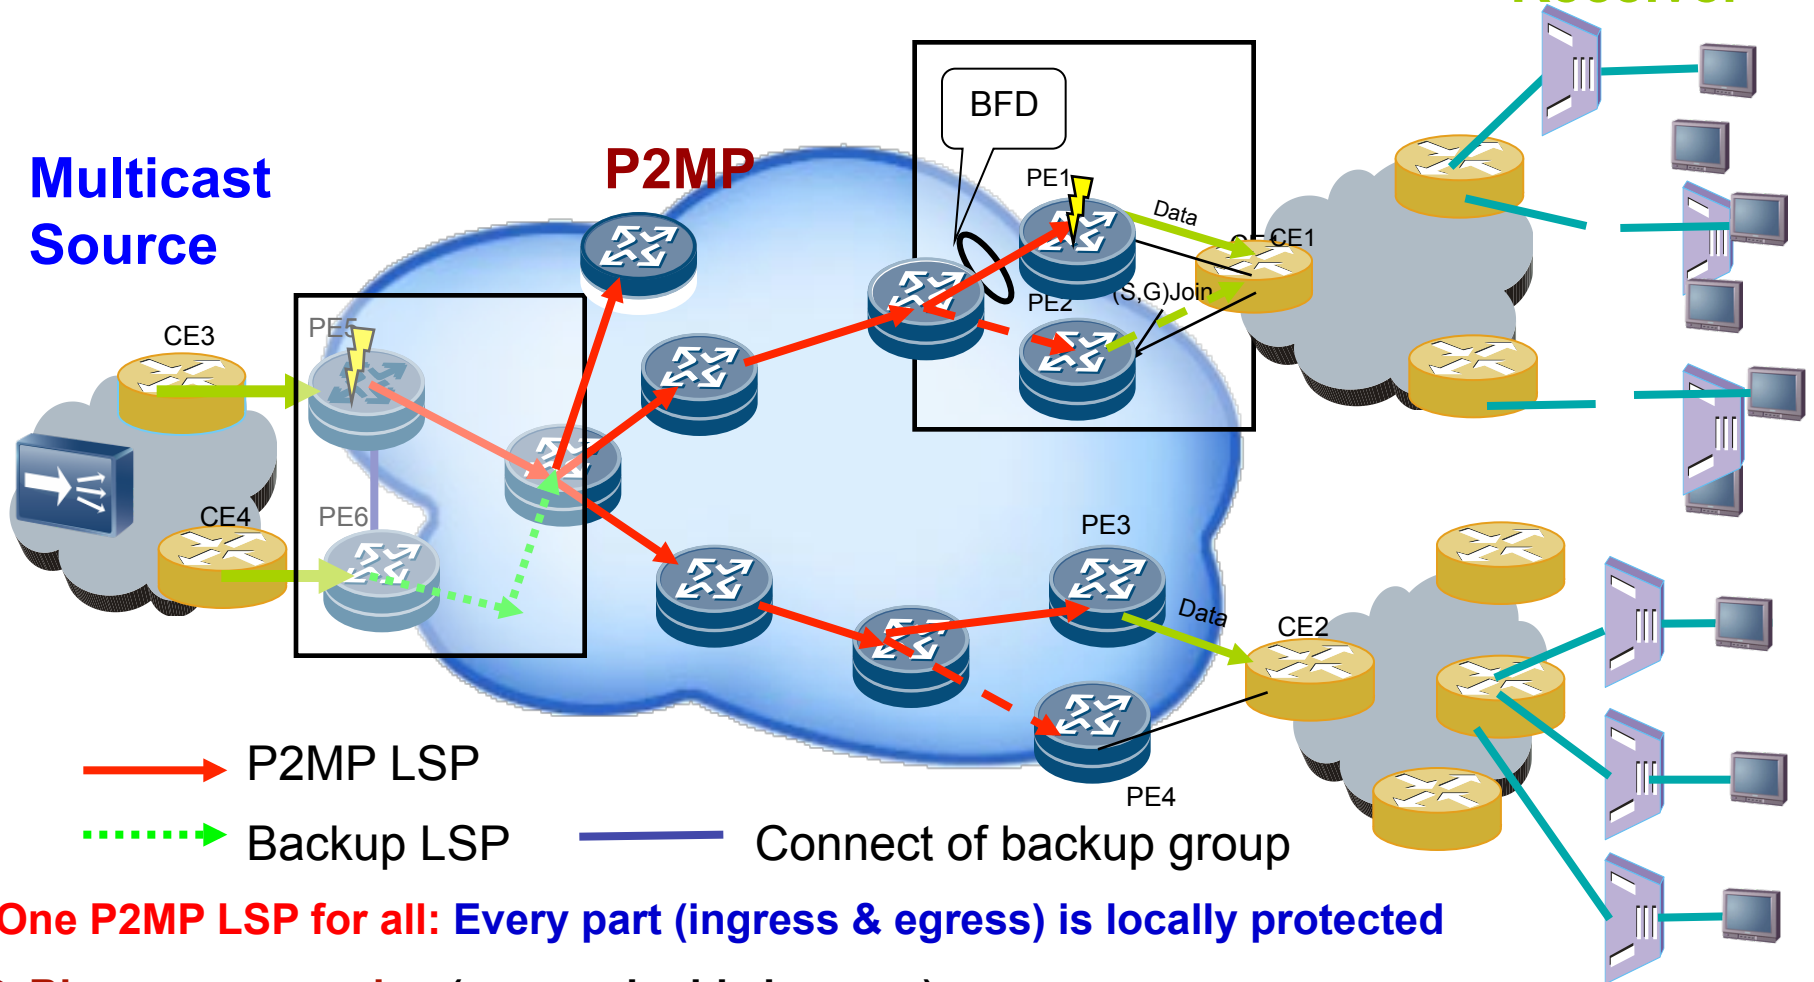 BFD
Multicast
Source
P2MP
PE1
Data
CE1
PE2
(S,G)Join
CE3
PE5
CE4
PE6
PE3
Data
CE2
PE4
P2MP LSP
Backup LSP
Connect of backup group
One P2MP LSP for all: Every part (ingress & egress) is locally protected